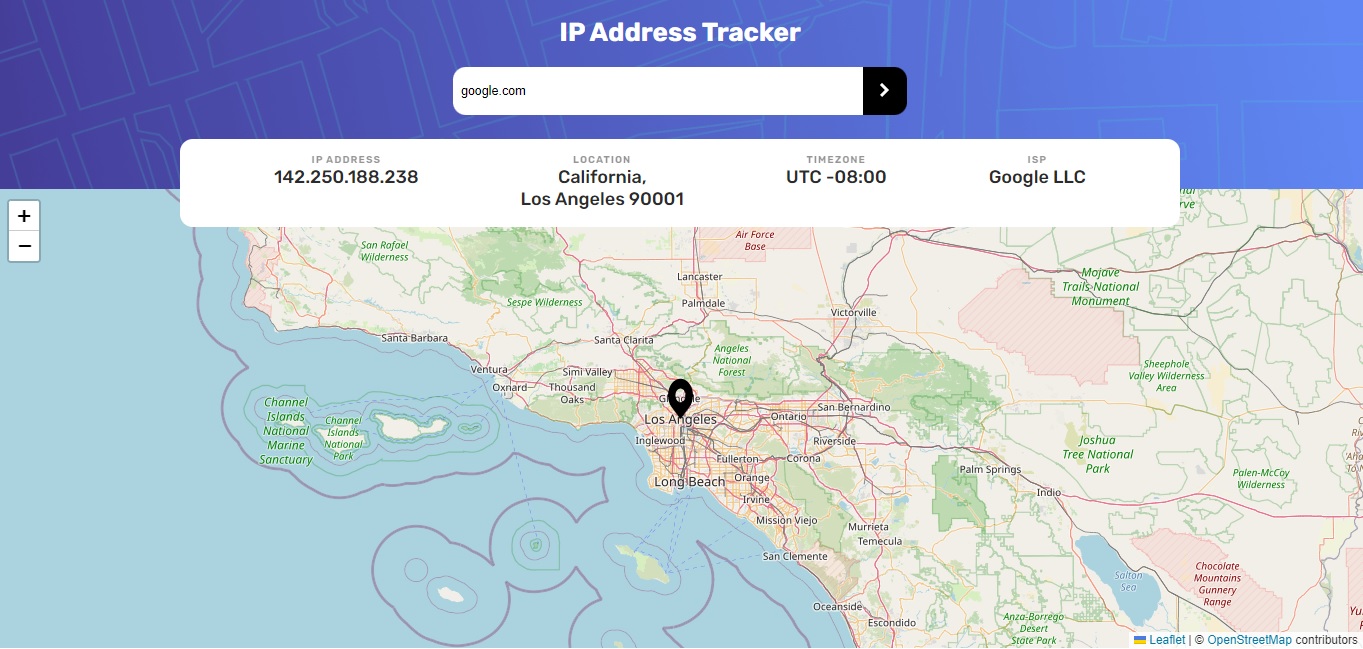 IP Address Tracker
google.com
IP ADDRESS
142.250.188.238
LOCATION
California,
Los Angeles 90001
TIMEZONE
UTC -08:00
ISP
Google LLC
+
−
San Rafael
Wilderness
Air Force
Base
Lancaster
Sespe Wilderness
Palmdale
Mojave
Trails National
Monument
Victorville
Santa Barbara
Santa Clarita
Angeles
National
Forest
Ventura
Simi Valley
Sheephole
Valley Wilderness
Area
Oxnard
Thousand
Oaks
Channel
Islands
National
Marine
Sanctuary
Channel
Islands
National
Park
Los Angeles
Ontario
San Bernardino
Inglewood
Riverside
Joshua
Tree National
Park
Fullerton
Corona
Palm Springs
Long Beach
Orange
Palen-McCoy
Wilderness
Irvine
Indio
Mission Viejo
Murrieta
Temecula
San Clemente
Salton
Sea
Chocolate
Mountains
Gunnery
Range
Oceanside
Escondido
Anza-Borrego
Desert
State Park
Leaflet | © OpenStreetMap contributors